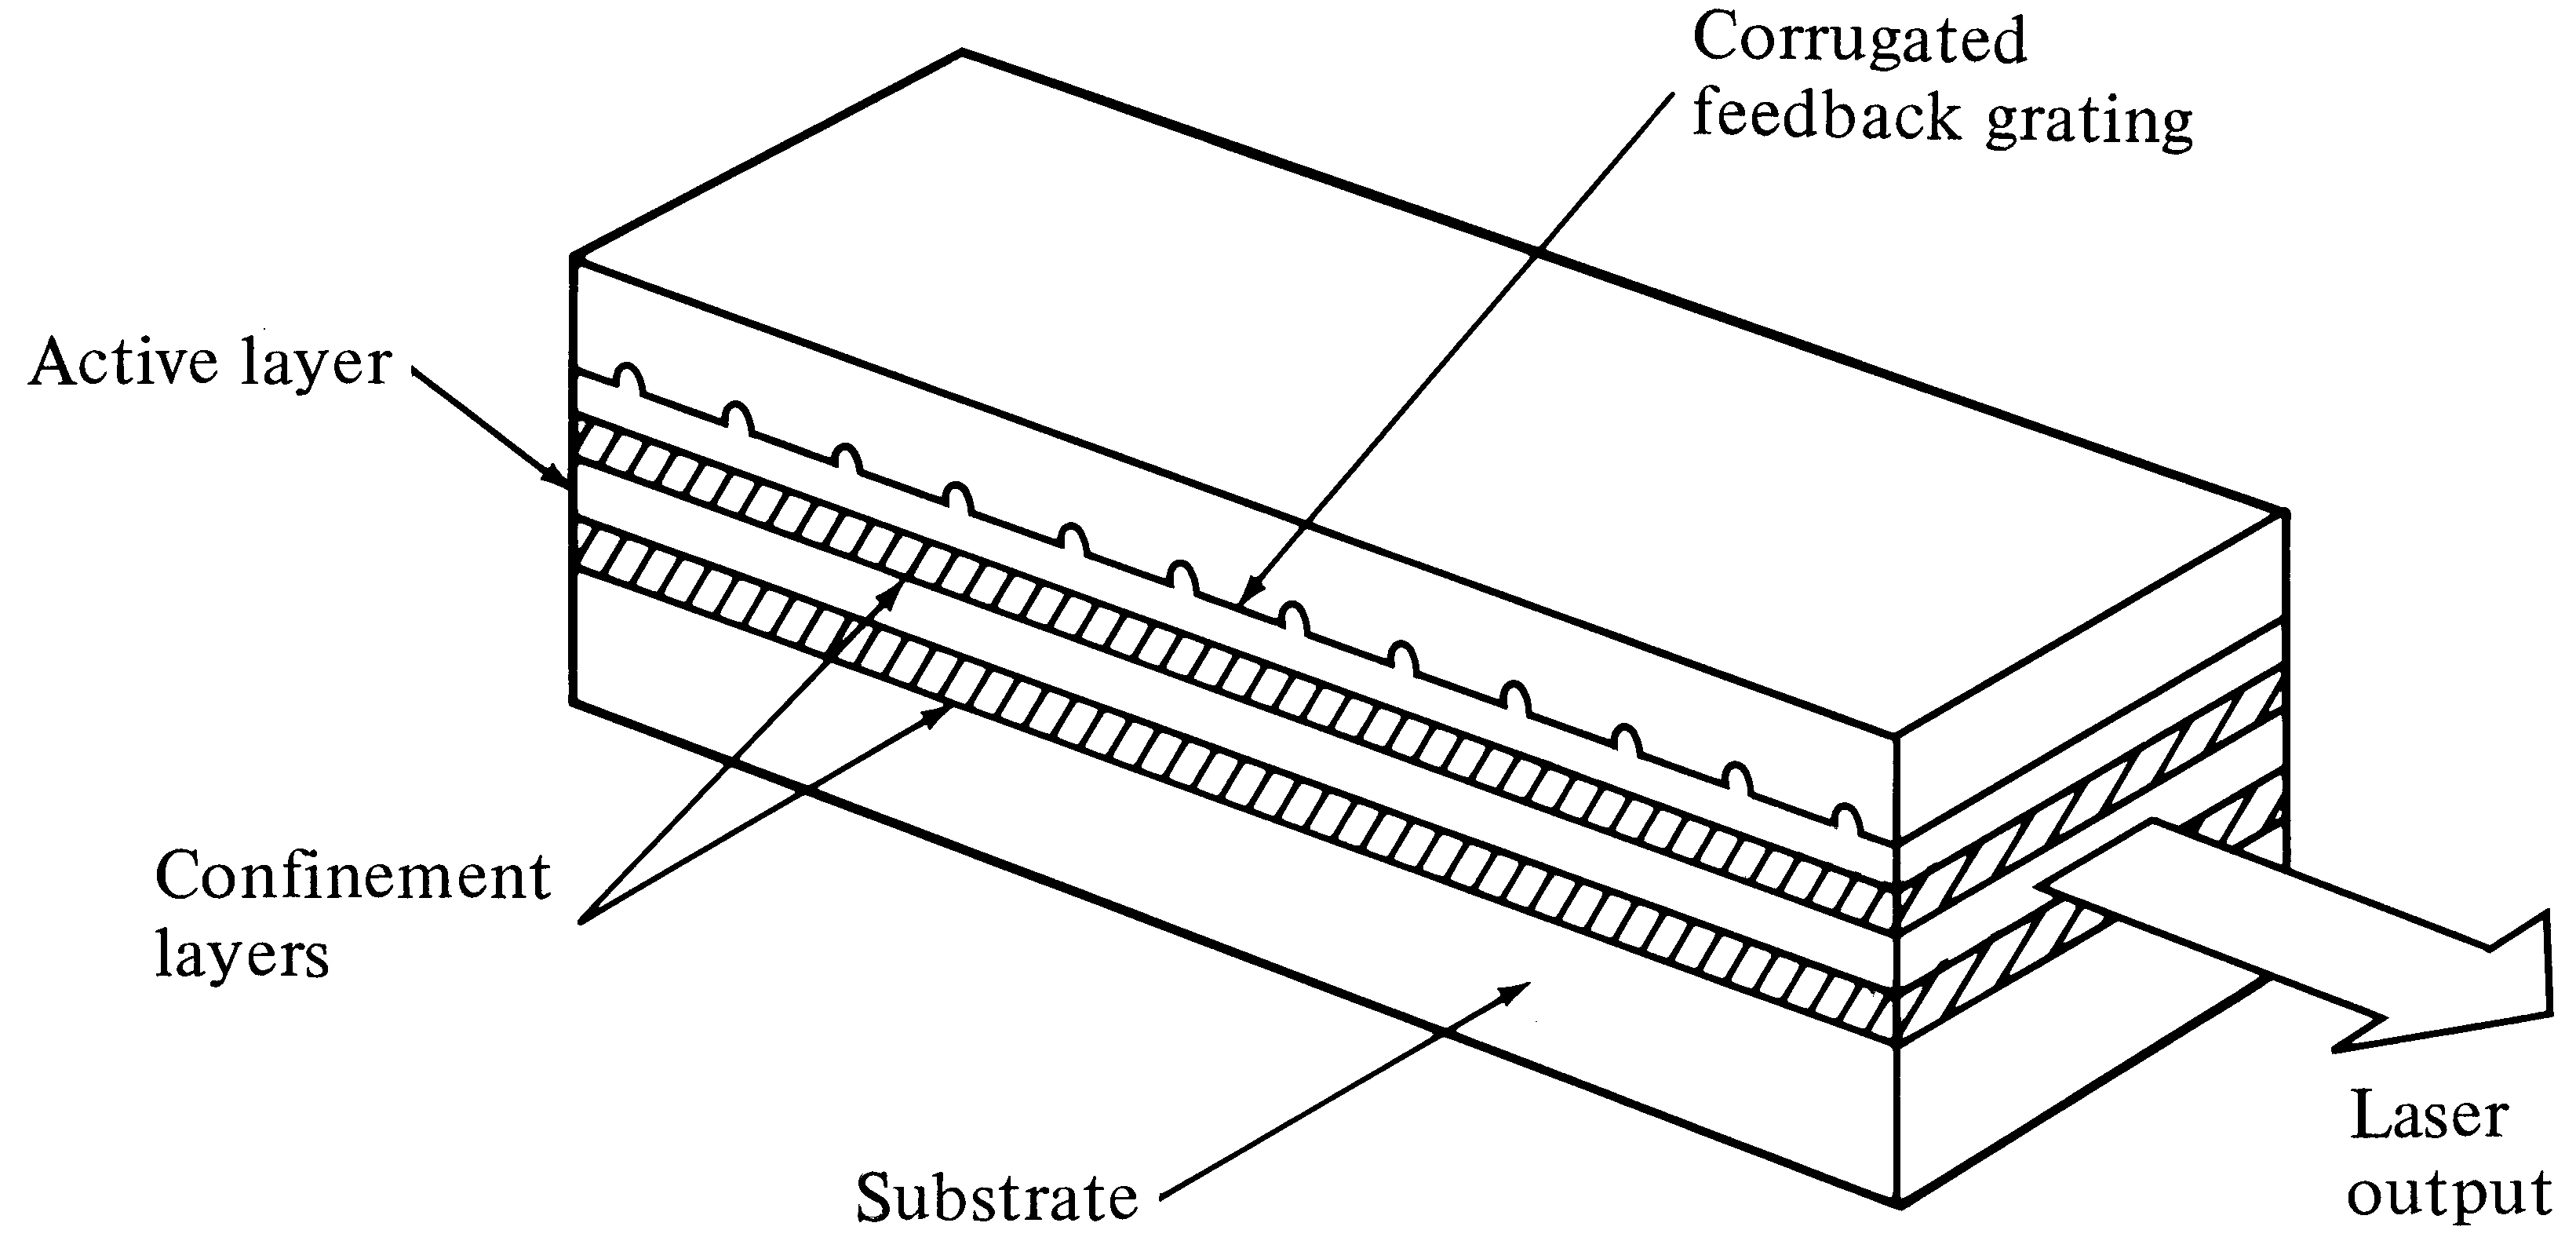 Corrugated
feedback grating
Active layer
Confinement
layers
Substrate
Laser
output